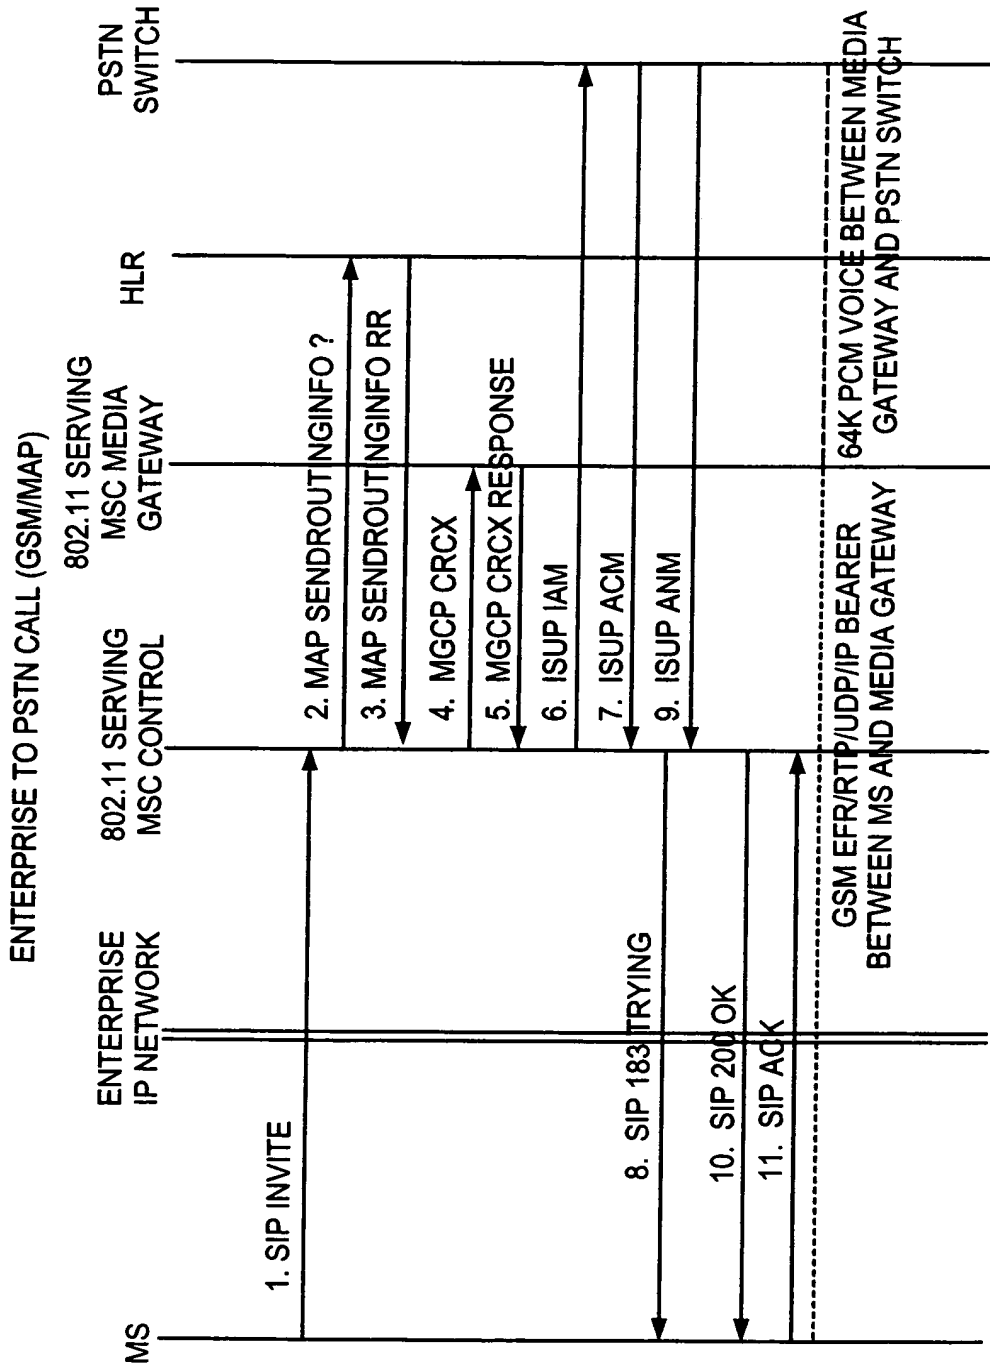 ENTERPRISE TO PSTN CALL (GSM/MAP)
MS
ENTERPRISE
IP NETWORK
802.11 SERVING
MSC CONTROL
802.11 SERVING
MSC MEDIA
GATEWAY
HLR
PSTN
SWITCH
1. SIP INVITE
2. MAP SENDROUTINGINFO ?
3. MAP SENDROUTINGINFO RR
4. MGCP CRCX
5. MGCP CRCX RESPONSE
6. ISUP IAM
7. ISUP ACM
8. SIP 183 TRYING
9. ISUP ANM
10. SIP 200 OK
11. SIP ACK
GSM EFR/RTP/UDP/IP BEARER
BETWEEN MS AND MEDIA GATEWAY
64K PCM VOICE BETWEEN MEDIA
GATEWAY AND PSTN SWITCH